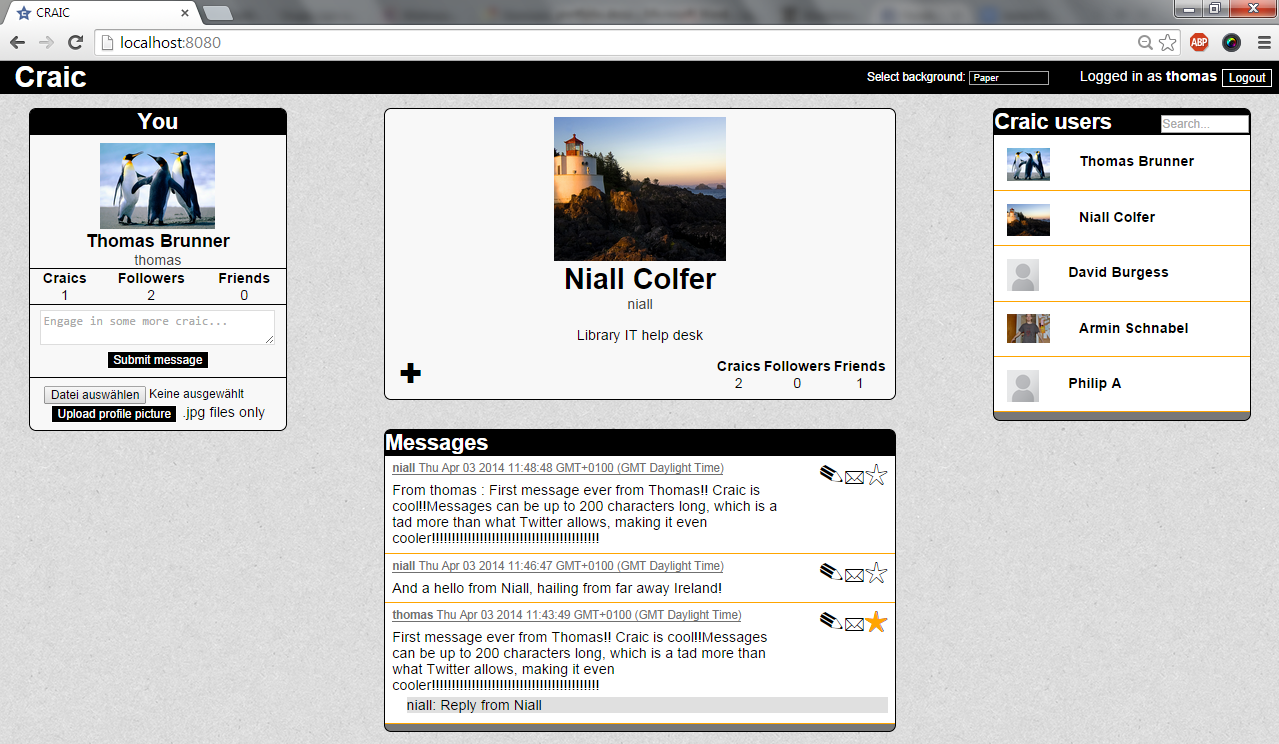 CRAIC
localhost:8080
ABP
Craic
Select background: Paper
Logged in as thomas Logout
You
Thomas Brunner
thomas
Craics Followers Friends
1 2 0
Engage in some more craic...
Submit message
Datei auswählen Keine ausgewählt
Upload profile picture .jpg files only
Niall Colfer
niall
Library IT help desk
Craics Followers Friends
2 0 1
Messages
niall Thu Apr 03 2014 11:48:48 GMT+0100 (GMT Daylight Time)
From thomas : First message ever from Thomas!! Craic is
cool!!Messages can be up to 200 characters long, which is a
tad more than what Twitter allows, making it even
cooler!!!!!!!!!!!!!!!!!!!!!!!!!!!!!!!!!!!!!!!!!!
niall Thu Apr 03 2014 11:46:47 GMT+0100 (GMT Daylight Time)
And a hello from Niall, hailing from far away Ireland!
thomas Thu Apr 03 2014 11:43:49 GMT+0100 (GMT Daylight Time)
First message ever from Thomas!! Craic is cool!!Messages
can be up to 200 characters long, which is a tad more than
what Twitter allows, making it even
cooler!!!!!!!!!!!!!!!!!!!!!!!!!!!!!!!!!!!!!!!!!!
niall: Reply from Niall
Craic users
Search...
Thomas Brunner
Niall Colfer
David Burgess
Armin Schnabel
Philip A